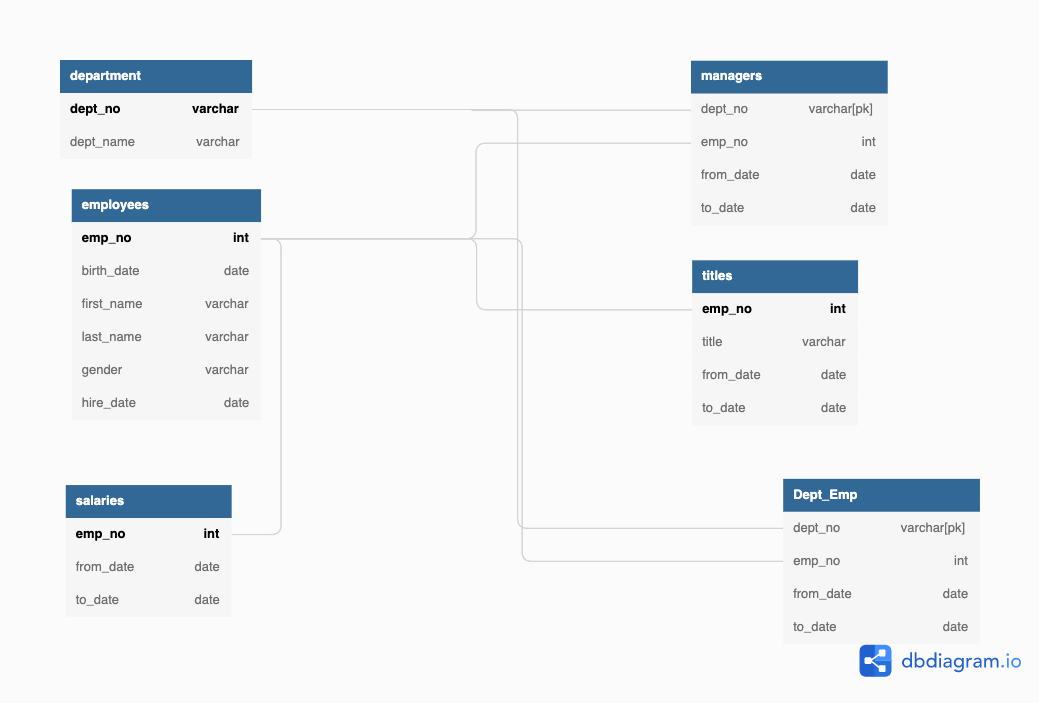 department
dept_no varchar
dept_name varchar
employees
emp_no int
birth_date date
first_name varchar
last_name varchar
gender varchar
hire_date date
salaries
emp_no int
from_date date
to_date date
managers
dept_no varchar[pk]
emp_no int
from_date date
to_date date
titles
emp_no int
title varchar
from_date date
to_date date
Dept_Emp
dept_no varchar[pk]
emp_no int
from_date date
to_date date
dbdiagram.io